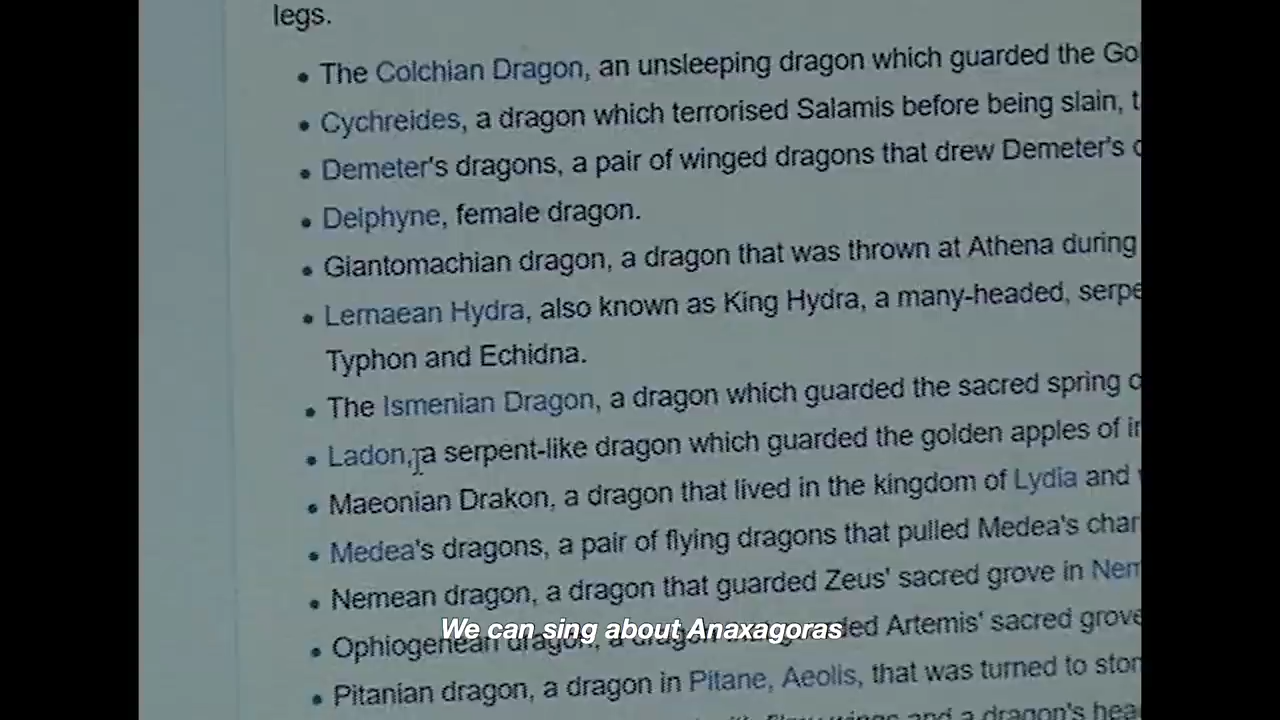 legs.
• The Colchian Dragon, an unsleeping dragon which guarded the Go
• Cychreides, a dragon which terrorised Salamis before being slain, t
• Demeter's dragons, a pair of winged dragons that drew Demeter's c
• Delphyne, female dragon.
• Giantomachian dragon, a dragon that was thrown at Athena during
• Lernaean Hydra, also known as King Hydra, a many-headed, serpe
Typhon and Echidna.
• The Ismenian Dragon, a dragon which guarded the sacred spring o
• Ladon, a serpent-like dragon which guarded the golden apples of i
• Maeonian Drakon, a dragon that lived in the kingdom of Lydia and
• Medea's dragons, a pair of flying dragons that pulled Medea's char
• Nemean dragon, a dragon that guarded Zeus' sacred grove in Nem
• Ophiogenean dragon, a dragon Artemis' sacred grove
We can sing about Anaxagoras
• Pitanian dragon, a dragon in Pitane, Aeolis, that was turned to ston
and a dragon's hea